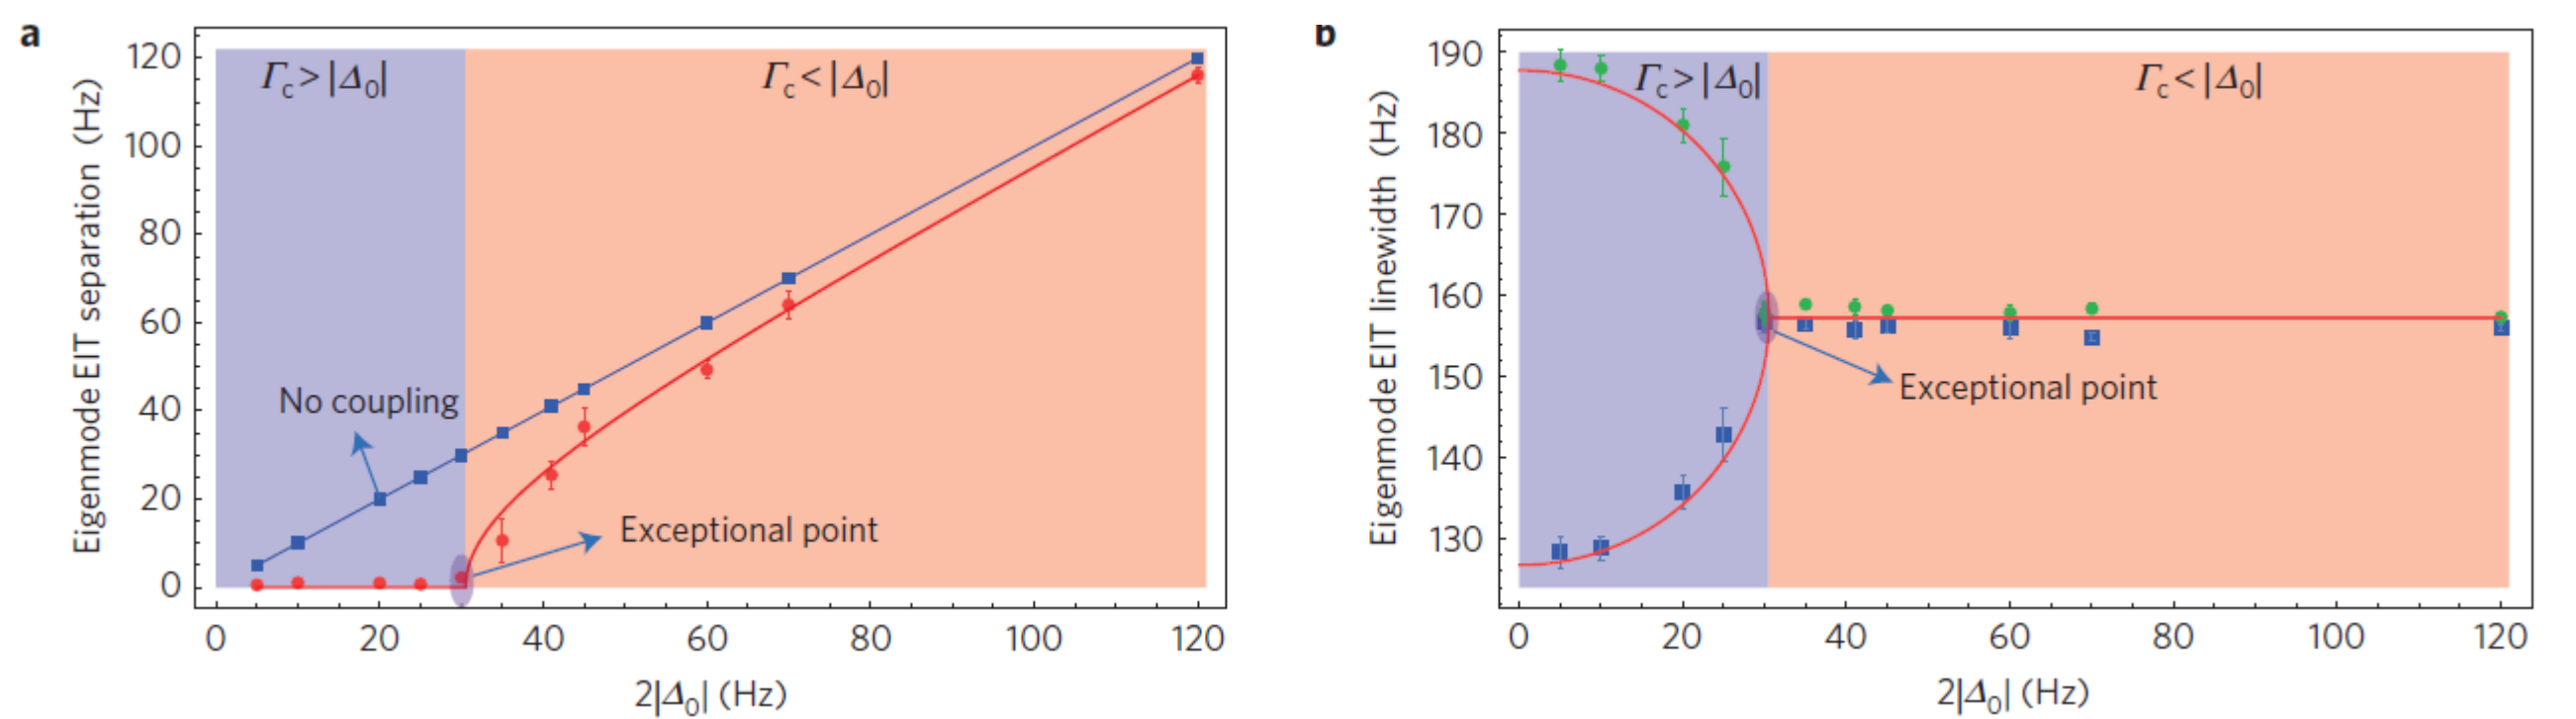 a
Eigenmode EIT separation (Hz)
120
100
80
60
40
20
0
Γc > |Δ0|
Γc < |Δ0|
No coupling
Exceptional point
0 20 40 60 80 100 120
2|Δ0| (Hz)
b
Eigenmode EIT linewidth (Hz)
190
180
170
160
150
140
130
Γc > |Δ0|
Γc < |Δ0|
Exceptional point
0 20 40 60 80 100 120
2|Δ0| (Hz)